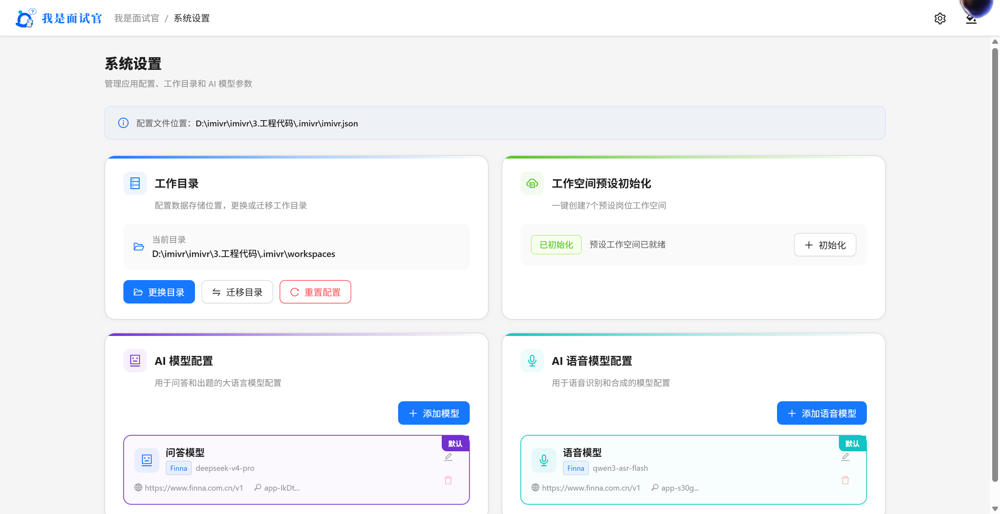 我是面试官 我是面试官 / 系统设置
系统设置
管理应用配置、工作目录和 AI 模型参数
配置文件位置：D:\imivr\imivr\3.工程代码\.imivr\imivr.json
工作目录
配置数据存储位置，更换或迁移工作目录
当前目录
D:\imivr\imivr\3.工程代码\.imivr\workspaces
更换目录 迁移目录 重置配置
工作空间预设初始化
一键创建7个预设岗位工作空间
已初始化 预设工作空间已就绪 初始化
AI 模型配置
用于问答和出题的大语言模型配置
添加模型
默认
问答模型
Finna deepseek-v4-pro
https://www.finna.com.cn/v1 app-IkDt...
AI 语音模型配置
用于语音识别和合成的模型配置
添加语音模型
默认
语音模型
Finna qwen3-asr-flash
https://www.finna.com.cn/v1 app-s30g...